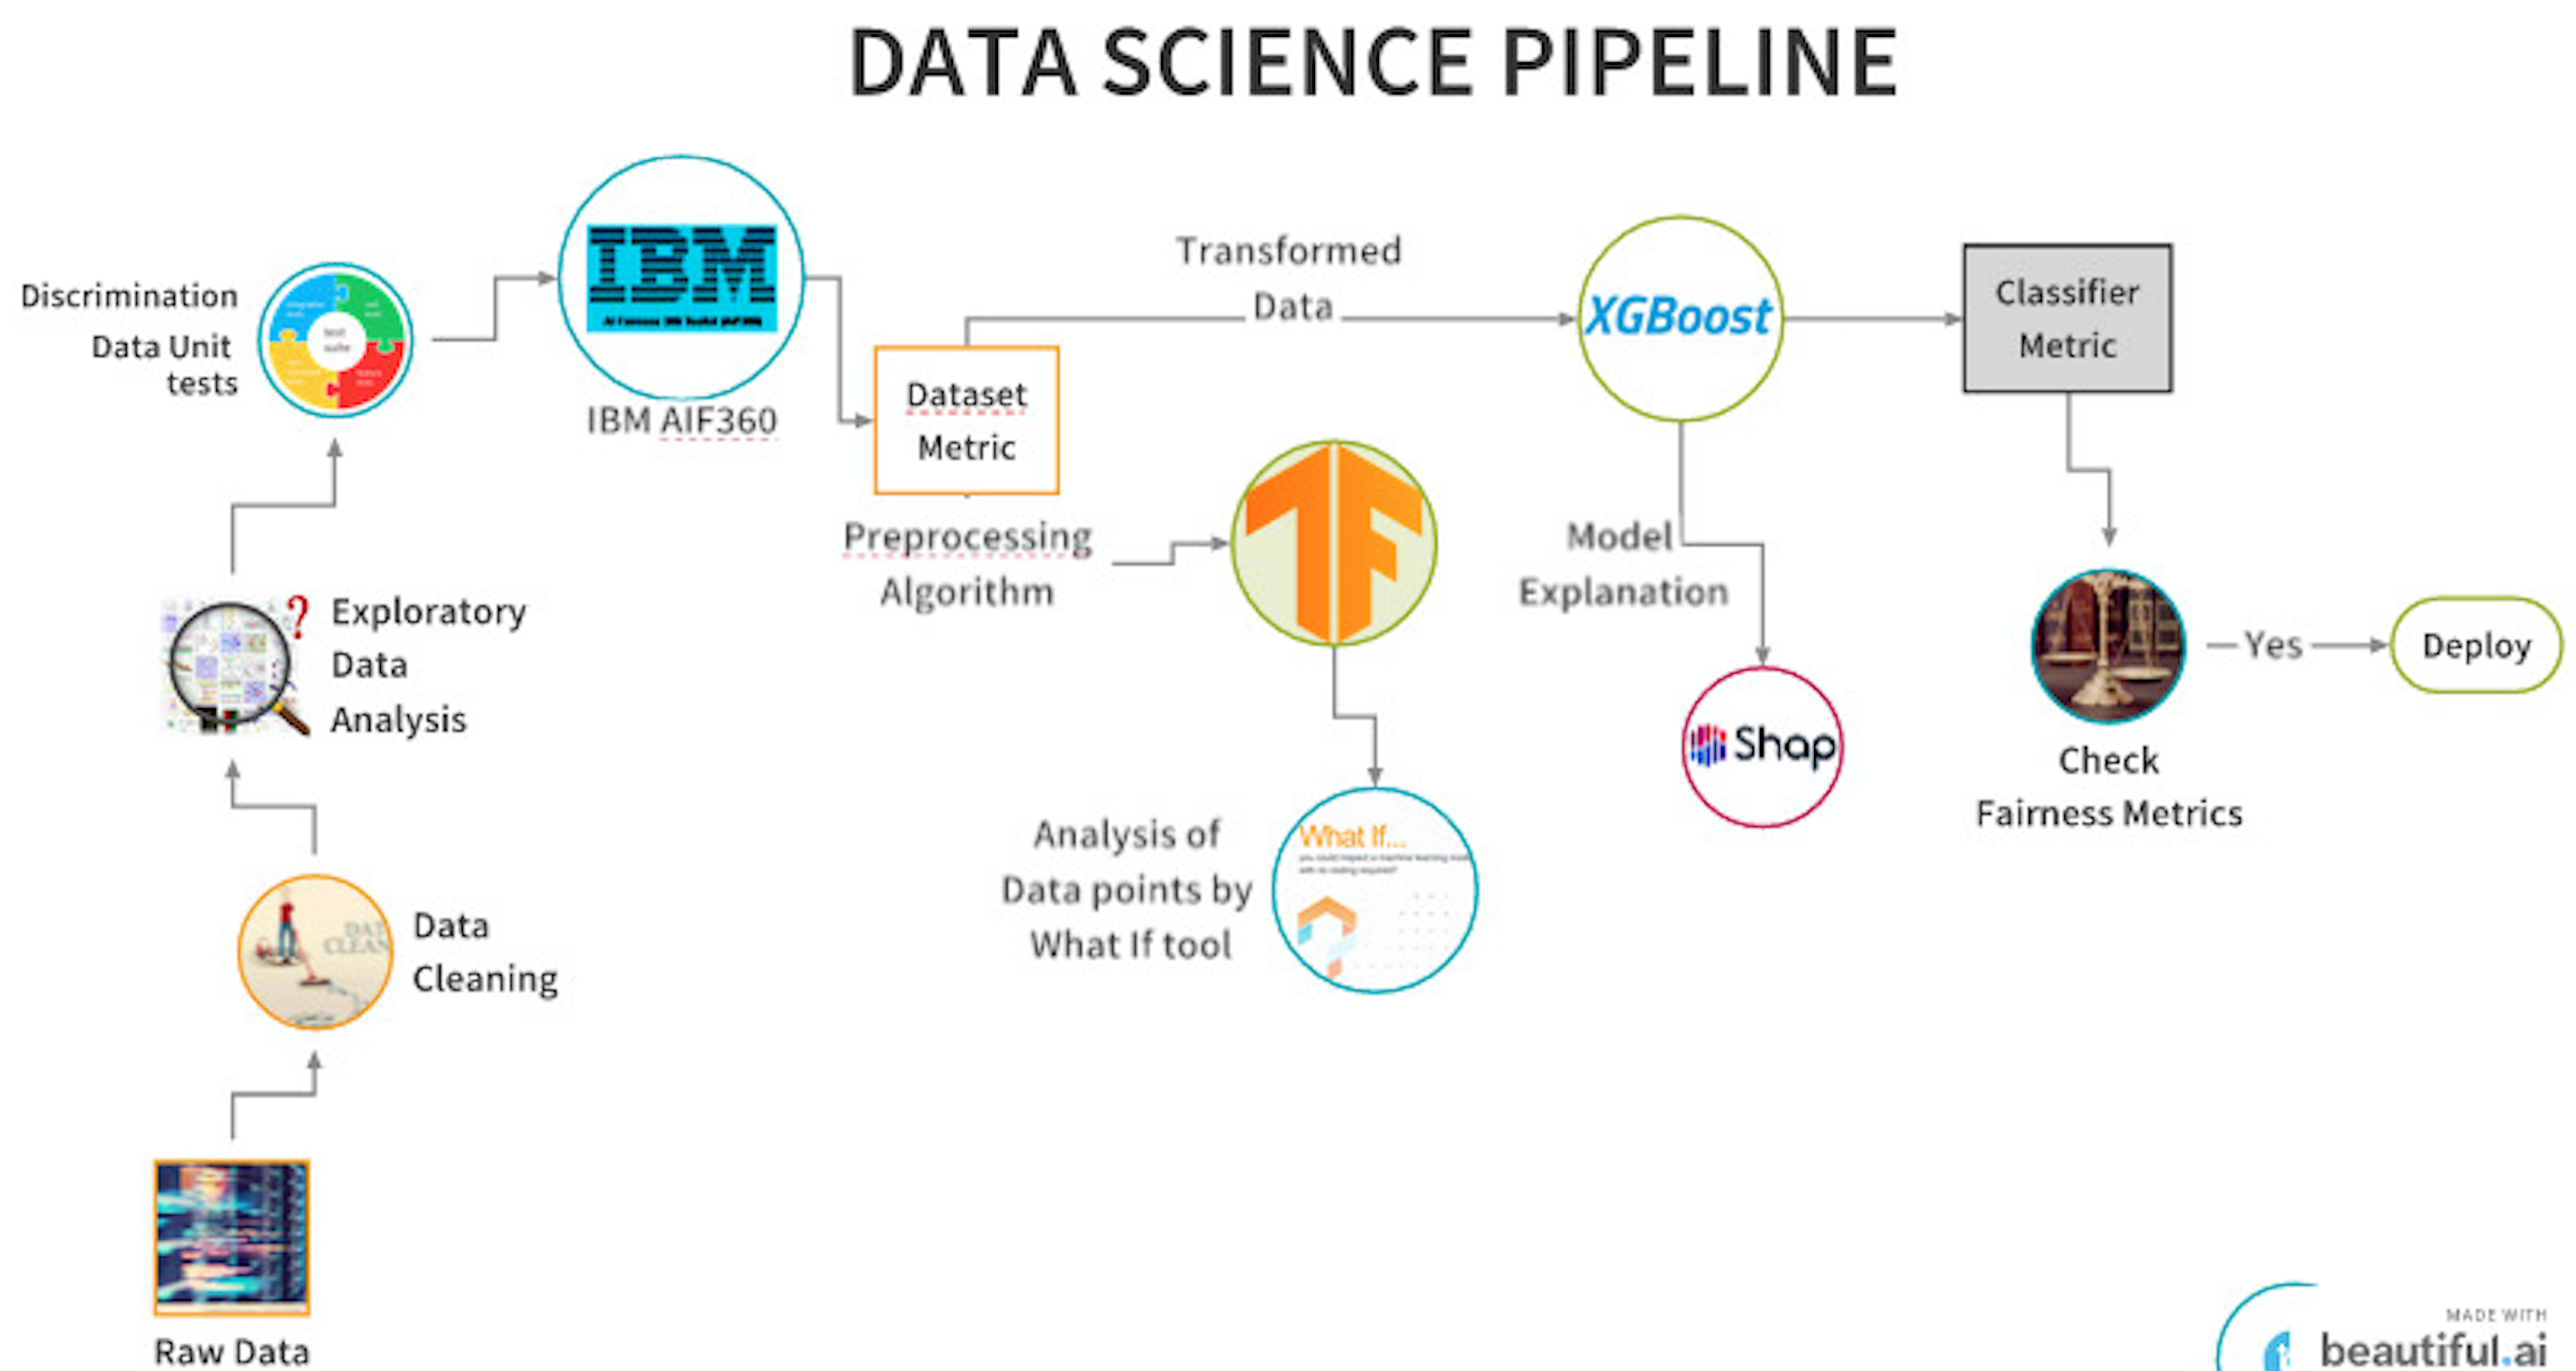 DATA SCIENCE PIPELINE
Discrimination
Data Unit
tests
test
suite
IBM
IBM AIF360
Transformed
Data
XGBoost
Classifier
Metric
Dataset
Metric
Preprocessing
Algorithm
Model
Explanation
Exploratory
Data
Analysis
Shap
Yes
Deploy
Check
Fairness Metrics
Analysis of
Data points by
What If tool
What If...
Data
Cleaning
Raw Data
MADE WITH
beautiful.ai